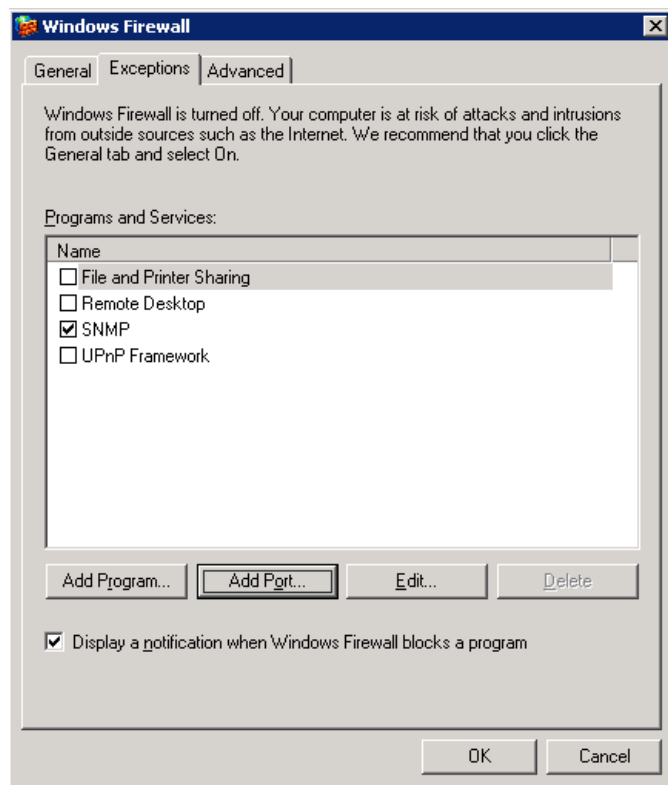 Windows Firewall
General Exceptions Advanced
Windows Firewall is turned off. Your computer is at risk of attacks and intrusions
from outside sources such as the Internet. We recommend that you click the
General tab and select On.
Programs and Services:
Name
File and Printer Sharing
Remote Desktop
SNMP
UPnP Framework
Add Program... Add Port... Edit... Delete
Display a notification when Windows Firewall blocks a program
OK Cancel